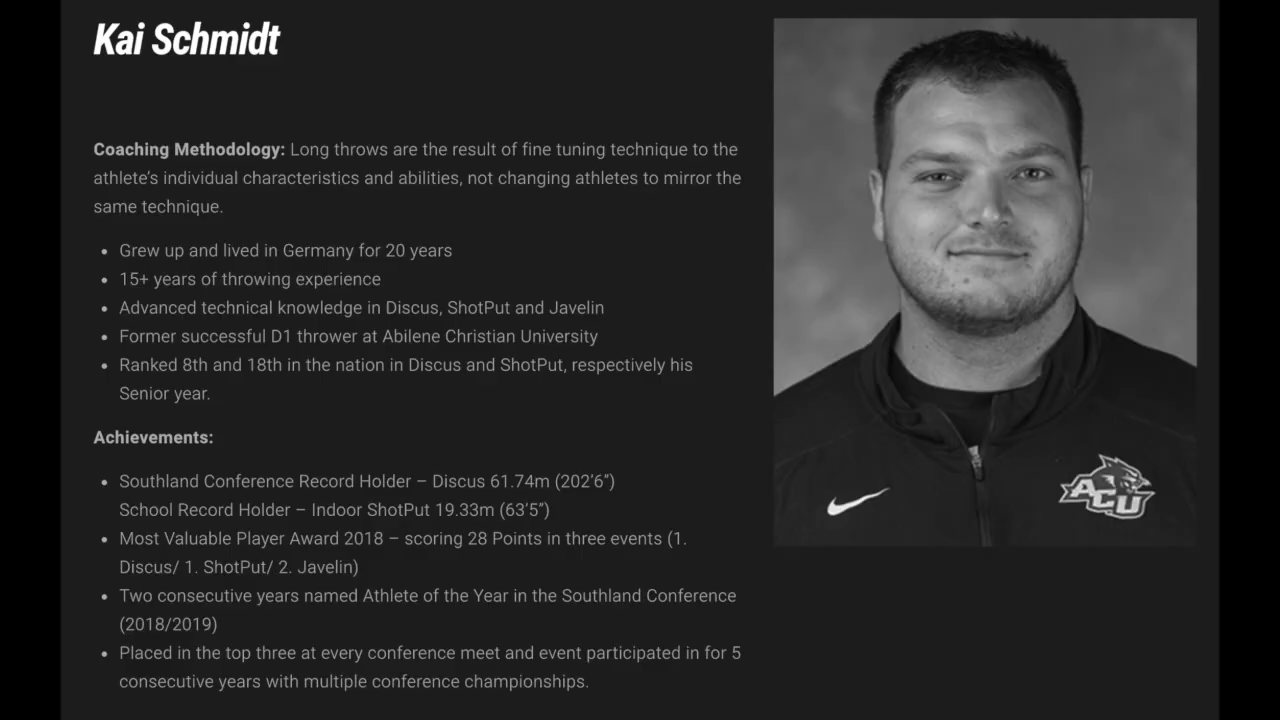 Kai Schmidt
Coaching Methodology: Long throws are the result of fine tuning technique to the
athlete's individual characteristics and abilities, not changing athletes to mirror the
same technique.
• Grew up and lived in Germany for 20 years
• 15+ years of throwing experience
• Advanced technical knowledge in Discus, ShotPut and Javelin
• Former successful D1 thrower at Abilene Christian University
• Ranked 8th and 18th in the nation in Discus and ShotPut, respectively his
Senior year.
Achievements:
• Southland Conference Record Holder – Discus 61.74m (202'6")
School Record Holder – Indoor ShotPut 19.33m (63'5")
• Most Valuable Player Award 2018 – scoring 28 Points in three events (1.
Discus/ 1. ShotPut/ 2. Javelin)
• Two consecutive years named Athlete of the Year in the Southland Conference
(2018/2019)
• Placed in the top three at every conference meet and event participated in for 5
consecutive years with multiple conference championships.
ACU